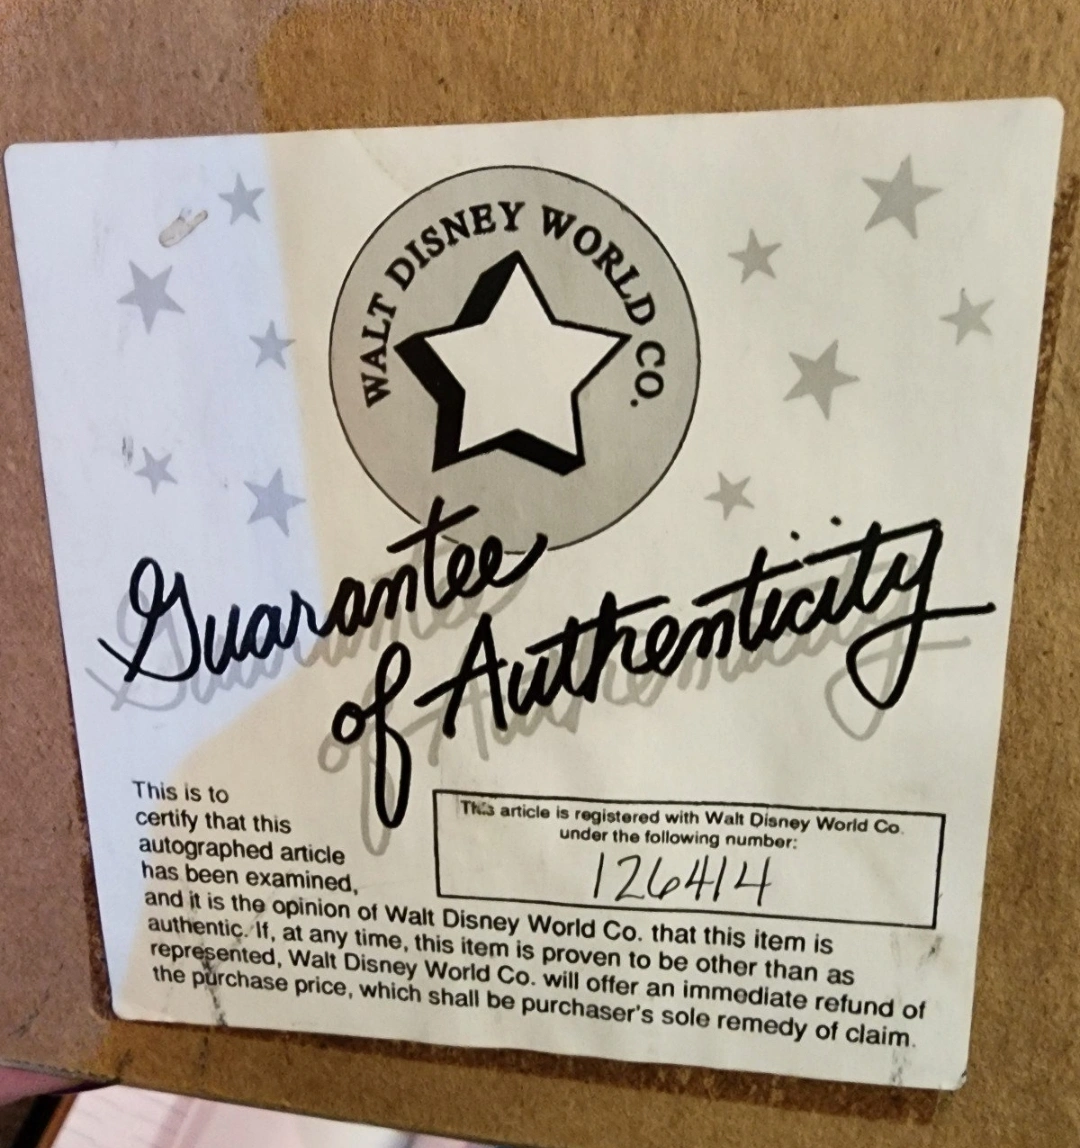 WALT DISNEY WORLD CO.
Guarantee
of Authenticity
This is to
certify that this
autographed article
has been examined,
and it is the opinion of Walt Disney World Co. that this item is
authentic. If, at any time, this item is proven to be other than as
represented, Walt Disney World Co. will offer an immediate refund of
the purchase price, which shall be purchaser's sole remedy of claim.
This article is registered with Walt Disney World Co.
under the following number:
126414